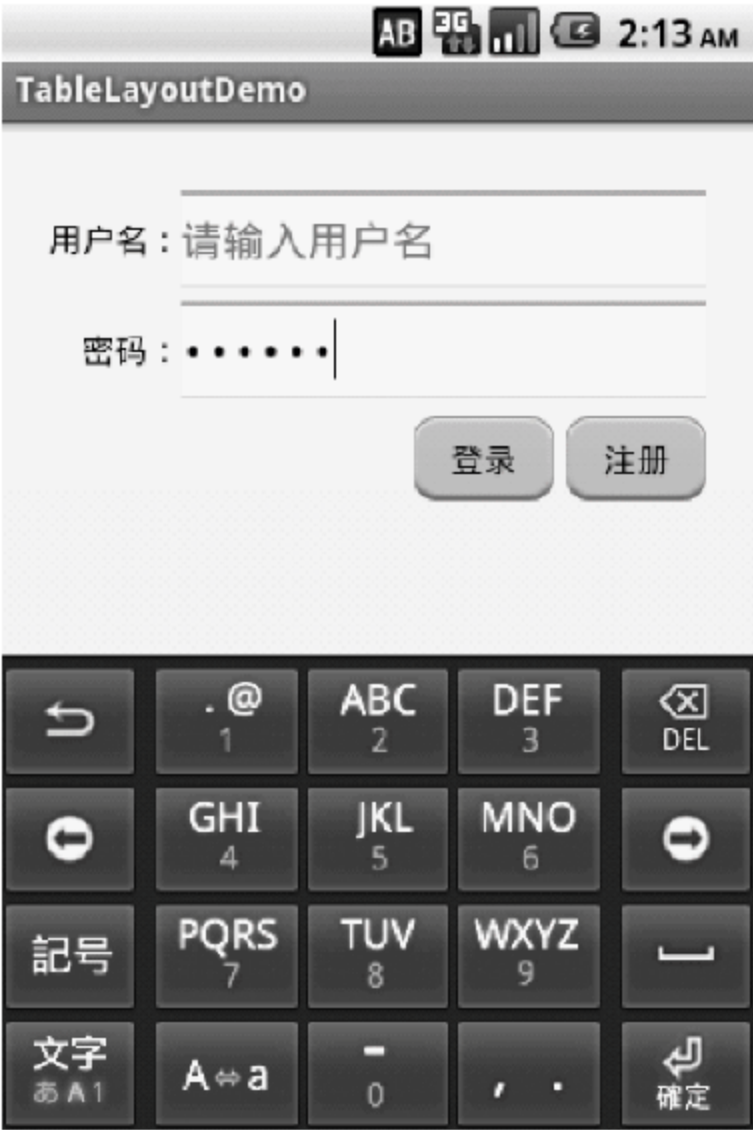 AB 3G 2:13 AM
TableLayoutDemo
用户名：请输入用户名
密码：••••••
登录 注册
.@ ABC DEF
1 2 3 DEL
GHI JKL MNO
4 5 6
記号 PQRS TUV WXYZ
7 8 9
文字 A⇔a -
あA1 0 , . 確定